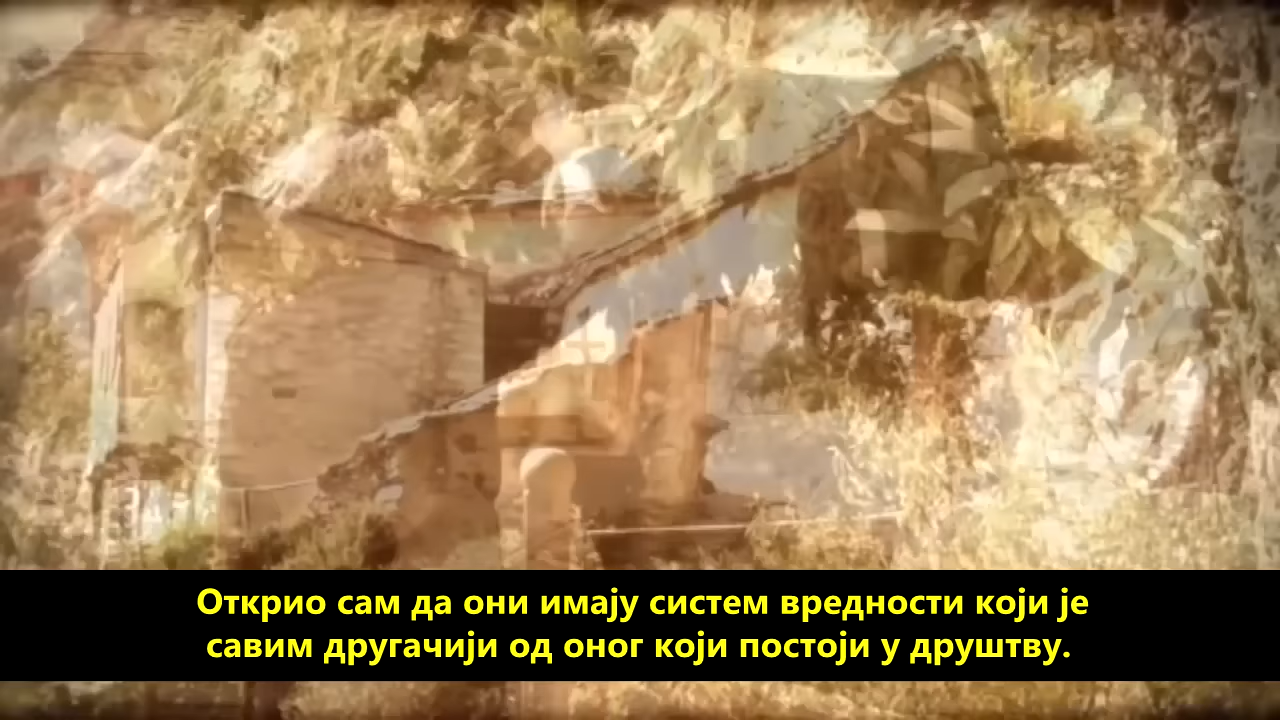 Открио сам да они имају систем вредности који је
савим другачији од оног који постоји у друштву.